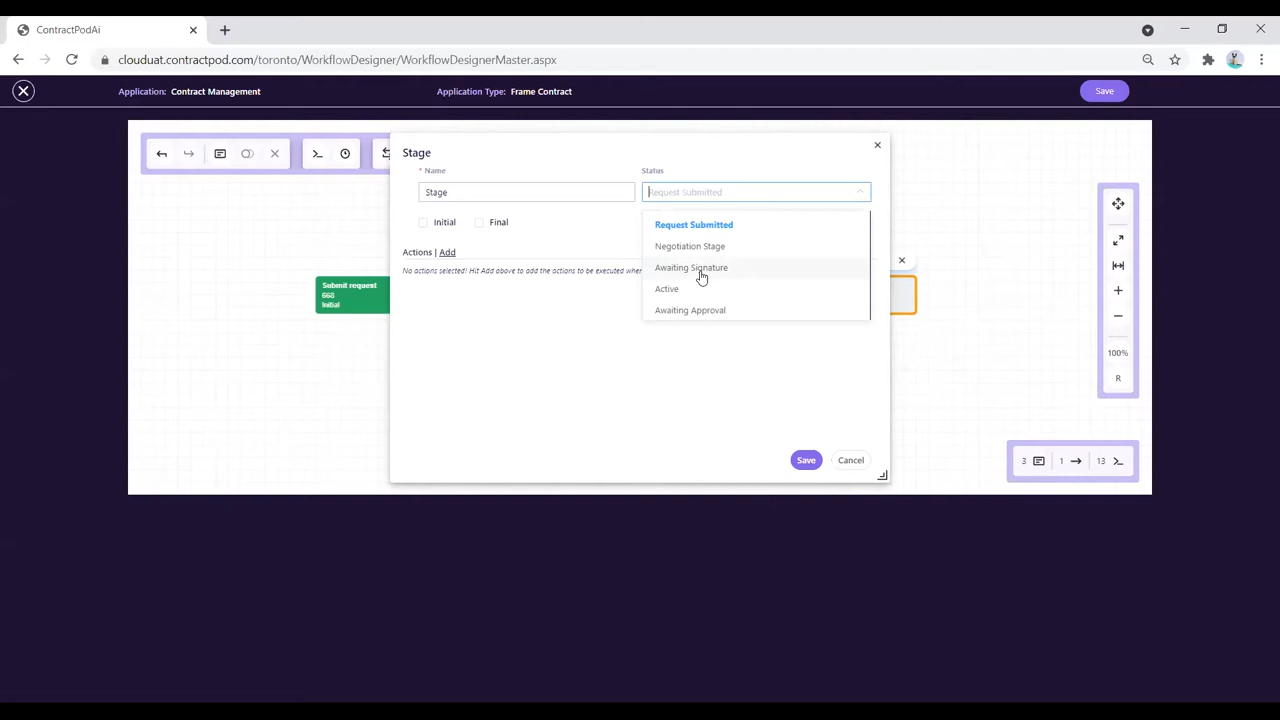 ContractPodAi
clouduat.contractpod.com/toronto/WorkflowDesigner/WorkflowDesignerMaster.aspx
Application: Contract Management
Application Type: Frame Contract
Save
Stage
* Name
Status
Stage
Request Submitted
Initial
Final
Request Submitted
Negotiation Stage
Awaiting Signature
Active
Awaiting Approval
Actions | Add
No actions selected! Hit Add above to add the actions to be executed when
Submit request
668
Initial
100%
R
Save
Cancel
3
1
13